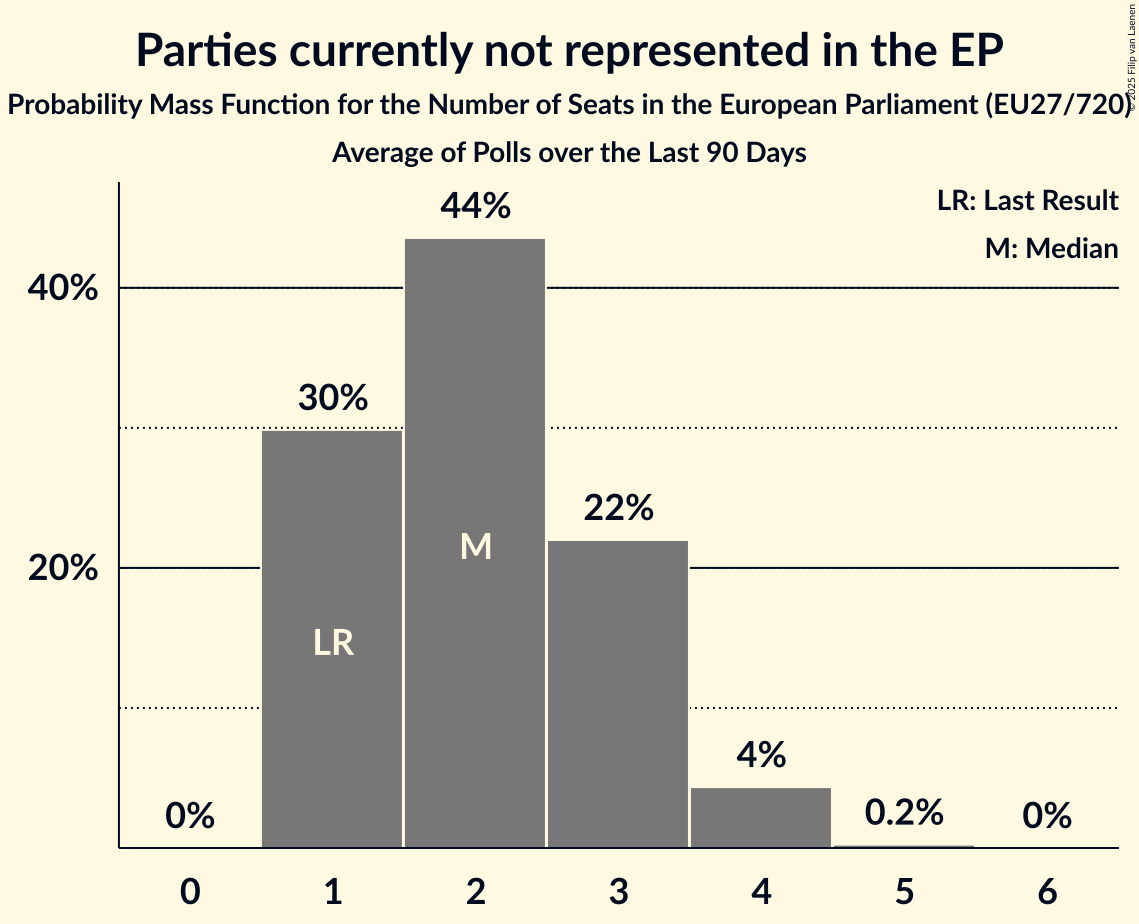 Parties currently not represented in the EP
Probability Mass Function for the Number of Seats in the European Parliament (EU27/720)
Average of Polls over the Last 90 Days
© 2025 Filip van Laenen
LR: Last Result
M: Median
44%
40%
30%
22%
20%
M
LR
4%
0%
0.2%
0%
0 1 2 3 4 5 6